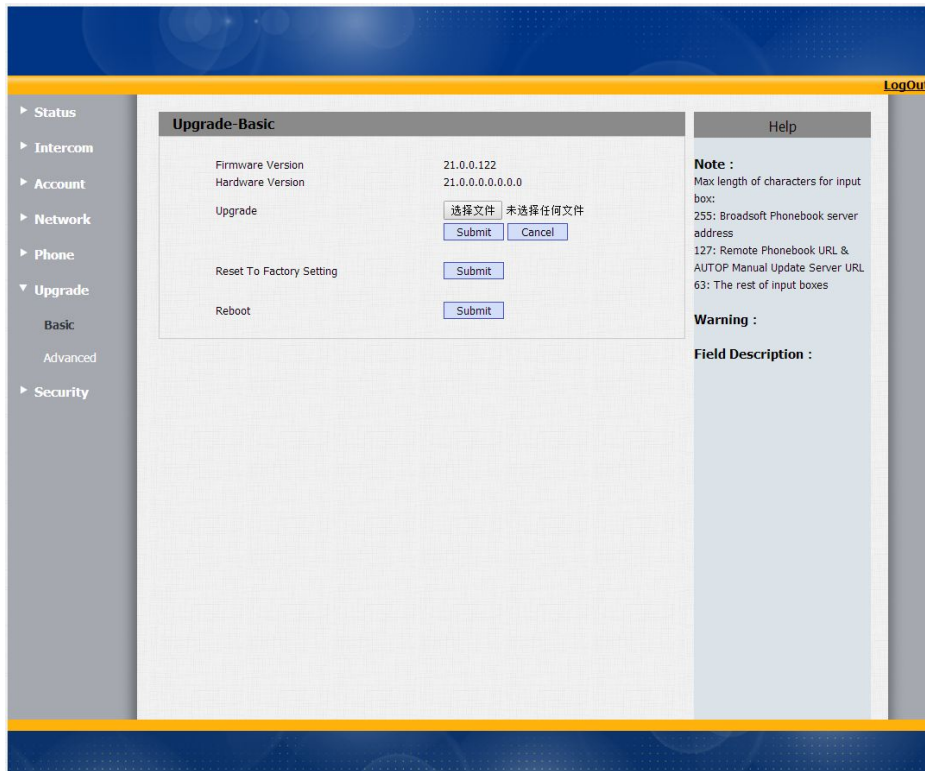 LogOut
Status
Intercom
Account
Network
Phone
Upgrade
Basic
Advanced
Security
Upgrade-Basic
Firmware Version 21.0.0.122
Hardware Version 21.0.0.0.0.0.0.0
Upgrade 选择文件 未选择任何文件
Submit Cancel
Reset To Factory Setting Submit
Reboot Submit
Help
Note :
Max length of characters for input
box:
255: Broadsoft Phonebook server
address
127: Remote Phonebook URL &
AUTOP Manual Update Server URL
63: The rest of input boxes
Warning :
Field Description :